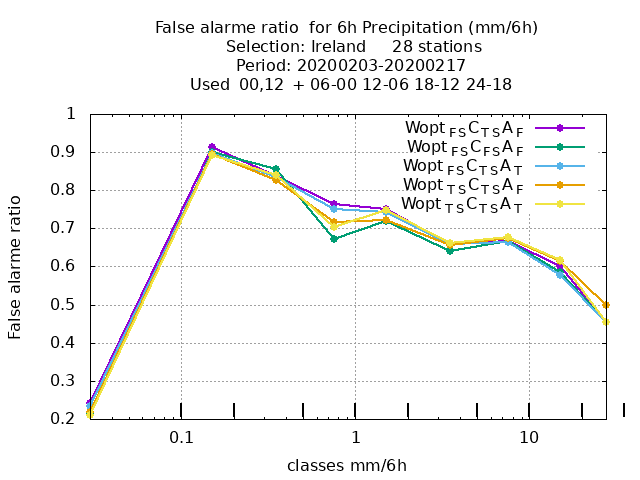 False alarme ratio  for 6h Precipitation (mm/6h)
Selection: Ireland     28 stations
Period: 20200203-20200217
Used  00,12  + 06-00 12-06 18-12 24-18
Wopt FS C TS A F
Wopt FS C FS A F
Wopt FS C TS A T
Wopt TS C TS A F
Wopt TS C TS A T
False alarme ratio
1
0.9
0.8
0.7
0.6
0.5
0.4
0.3
0.2
0.1 1 10
classes mm/6h